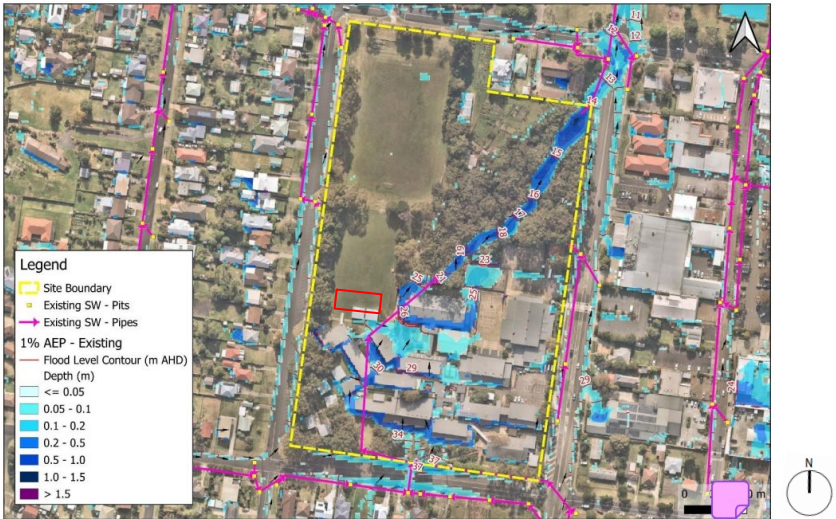 11
12
12
13
14
15
16
17
18
19
23
21
25
25
26
30
29
29
34
37
37
24
Legend
Site Boundary
Existing SW - Pits
Existing SW - Pipes
1% AEP - Existing
Flood Level Contour (m AHD)
Depth (m)
<= 0.05
0.05 - 0.1
0.1 - 0.2
0.2 - 0.5
0.5 - 1.0
1.0 - 1.5
> 1.5
0 m
N